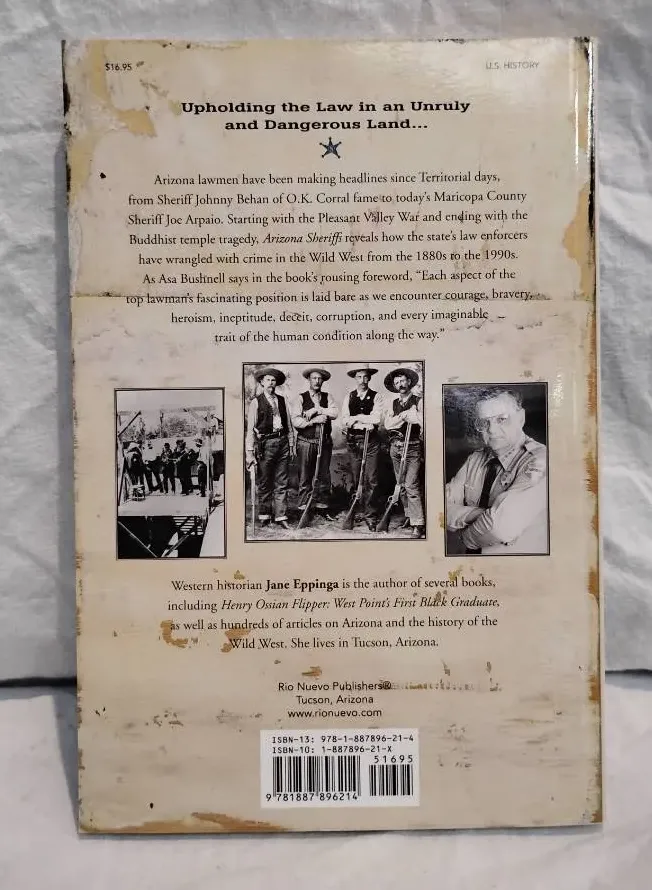 $16.95
U.S. HISTORY
Upholding the Law in an Unruly
and Dangerous Land...
Arizona lawmen have been making headlines since Territorial days,
from Sheriff Johnny Behan of O.K. Corral fame to today's Maricopa County
Sheriff Joe Arpaio. Starting with the Pleasant Valley War and ending with the
Buddhist temple tragedy, Arizona Sheriffs reveals how the state's law enforcers
have wrangled with crime in the Wild West from the 1880s to the 1990s.
As Asa Bushnell says in the book's rousing foreword, "Each aspect of the
top lawman's fascinating position is laid bare as we encounter courage, bravery,
heroism, ineptitude, deceit, corruption, and every imaginable
trait of the human condition along the way."
Western historian Jane Eppinga is the author of several books,
including Henry Ossian Flipper: West Point's First Black Graduate,
as well as hundreds of articles on Arizona and the history of the
Wild West. She lives in Tucson, Arizona.
Rio Nuevo Publishers®
Tucson, Arizona
www.rionuevo.com
ISBN-13: 978-1-887896-21-4
ISBN-10: 1-887896-21-X
51695
9 781887 896214